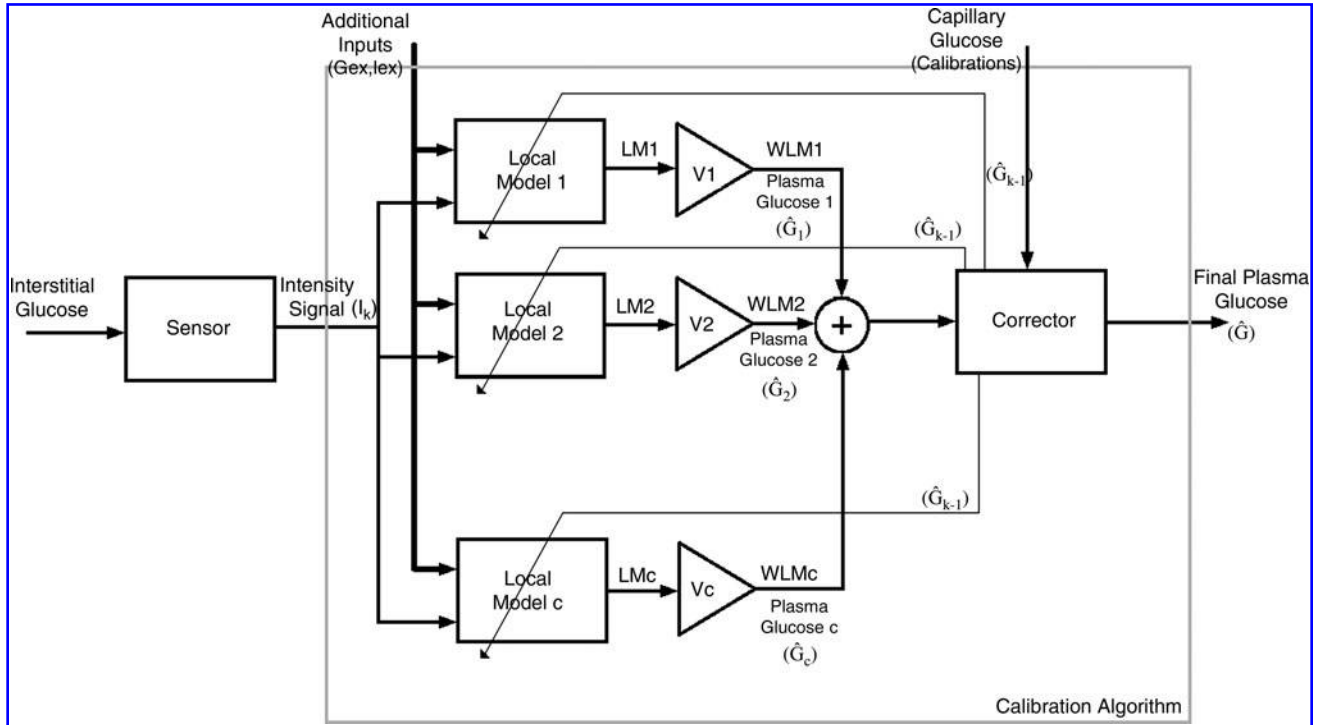 Additional
Inputs
(Gex,Iex)
Capillary
Glucose
(Calibrations)
Local
Model 1
LM1
V1
WLM1
Plasma
Glucose 1
(Ĝ1)
(Ĝk-1)
(Ĝk-1)
Interstitial
Glucose
Sensor
Intensity
Signal (Ik)
Local
Model 2
LM2
V2
WLM2
Plasma
Glucose 2
(Ĝ2)
+
Corrector
Final Plasma
Glucose
(Ĝ)
(Ĝk-1)
Local
Model c
LMc
Vc
WLMc
Plasma
Glucose c
(Ĝc)
Calibration Algorithm